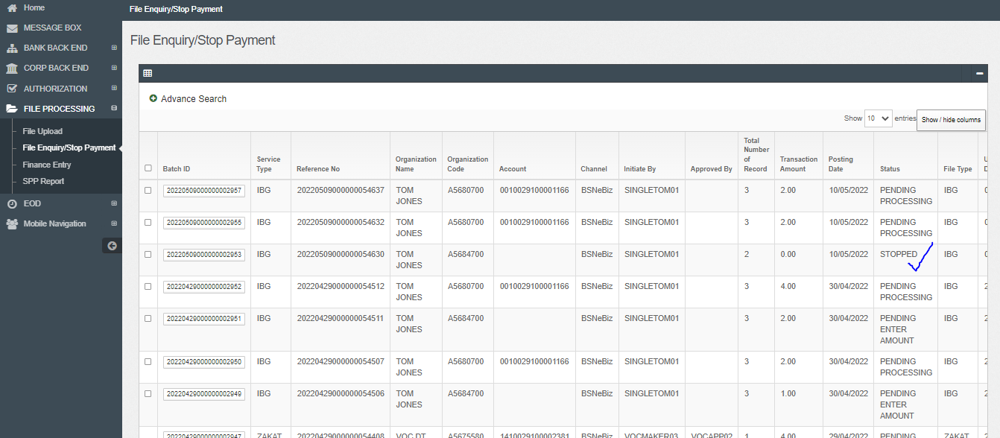 Home
File Enquiry/Stop Payment
MESSAGE BOX
BANK BACK END
CORP BACK END
AUTHORIZATION
FILE PROCESSING
File Upload
File Enquiry/Stop Payment
Finance Entry
SPP Report
EOD
Mobile Navigation
File Enquiry/Stop Payment
Advance Search
Show 10 entries Show / hide columns
Batch ID Service Type Reference No Organization Name Organization Code Account Channel Initiate By Approved By Total Number of Record Transaction Amount Posting Date Status File Type
20220509000000002957 IBG 20220509000000054637 TOM JONES A5680700 0010029100001166 BSNeBiz SINGLETOM01 3 2.00 10/05/2022 PENDING PROCESSING IBG
20220509000000002955 IBG 20220509000000054632 TOM JONES A5680700 0010029100001166 BSNeBiz SINGLETOM01 3 2.00 10/05/2022 PENDING PROCESSING IBG
20220509000000002953 IBG 20220509000000054630 TOM JONES A5684700 BSNeBiz SINGLETOM01 2 0.00 10/05/2022 STOPPED IBG
20220429000000002952 IBG 20220429000000054512 TOM JONES A5680700 0010029100001166 BSNeBiz SINGLETOM01 3 4.00 30/04/2022 PENDING PROCESSING IBG
20220429000000002951 IBG 20220429000000054511 TOM JONES A5684700 BSNeBiz SINGLETOM01 3 2.00 30/04/2022 PENDING ENTER AMOUNT IBG
20220429000000002950 IBG 20220429000000054507 TOM JONES A5680700 0010029100001166 BSNeBiz SINGLETOM01 3 2.00 30/04/2022 PENDING PROCESSING IBG
20220429000000002949 IBG 20220429000000054506 TOM JONES A5684700 BSNeBiz SINGLETOM01 3 1.00 30/04/2022 PENDING ENTER AMOUNT IBG
20220429000000002947 ZAKAT 20220429000000054408 VOC DT A5675580 1410029100002381 BSNeBiz VOCMAKER03 VOCAPP02 1 4.00 29/04/2022 PENDING ZAKAT